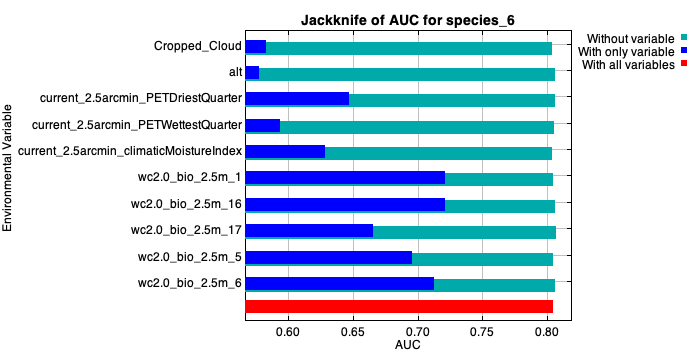 Jackknife of AUC for species_6
Without variable
With only variable
With all variables
Environmental Variable
Cropped_Cloud
alt
current_2.5arcmin_PETDriestQuarter
current_2.5arcmin_PETWettestQuarter
current_2.5arcmin_climaticMoistureIndex
wc2.0_bio_2.5m_1
wc2.0_bio_2.5m_16
wc2.0_bio_2.5m_17
wc2.0_bio_2.5m_5
wc2.0_bio_2.5m_6
0.60 0.65 0.70 0.75 0.80
AUC